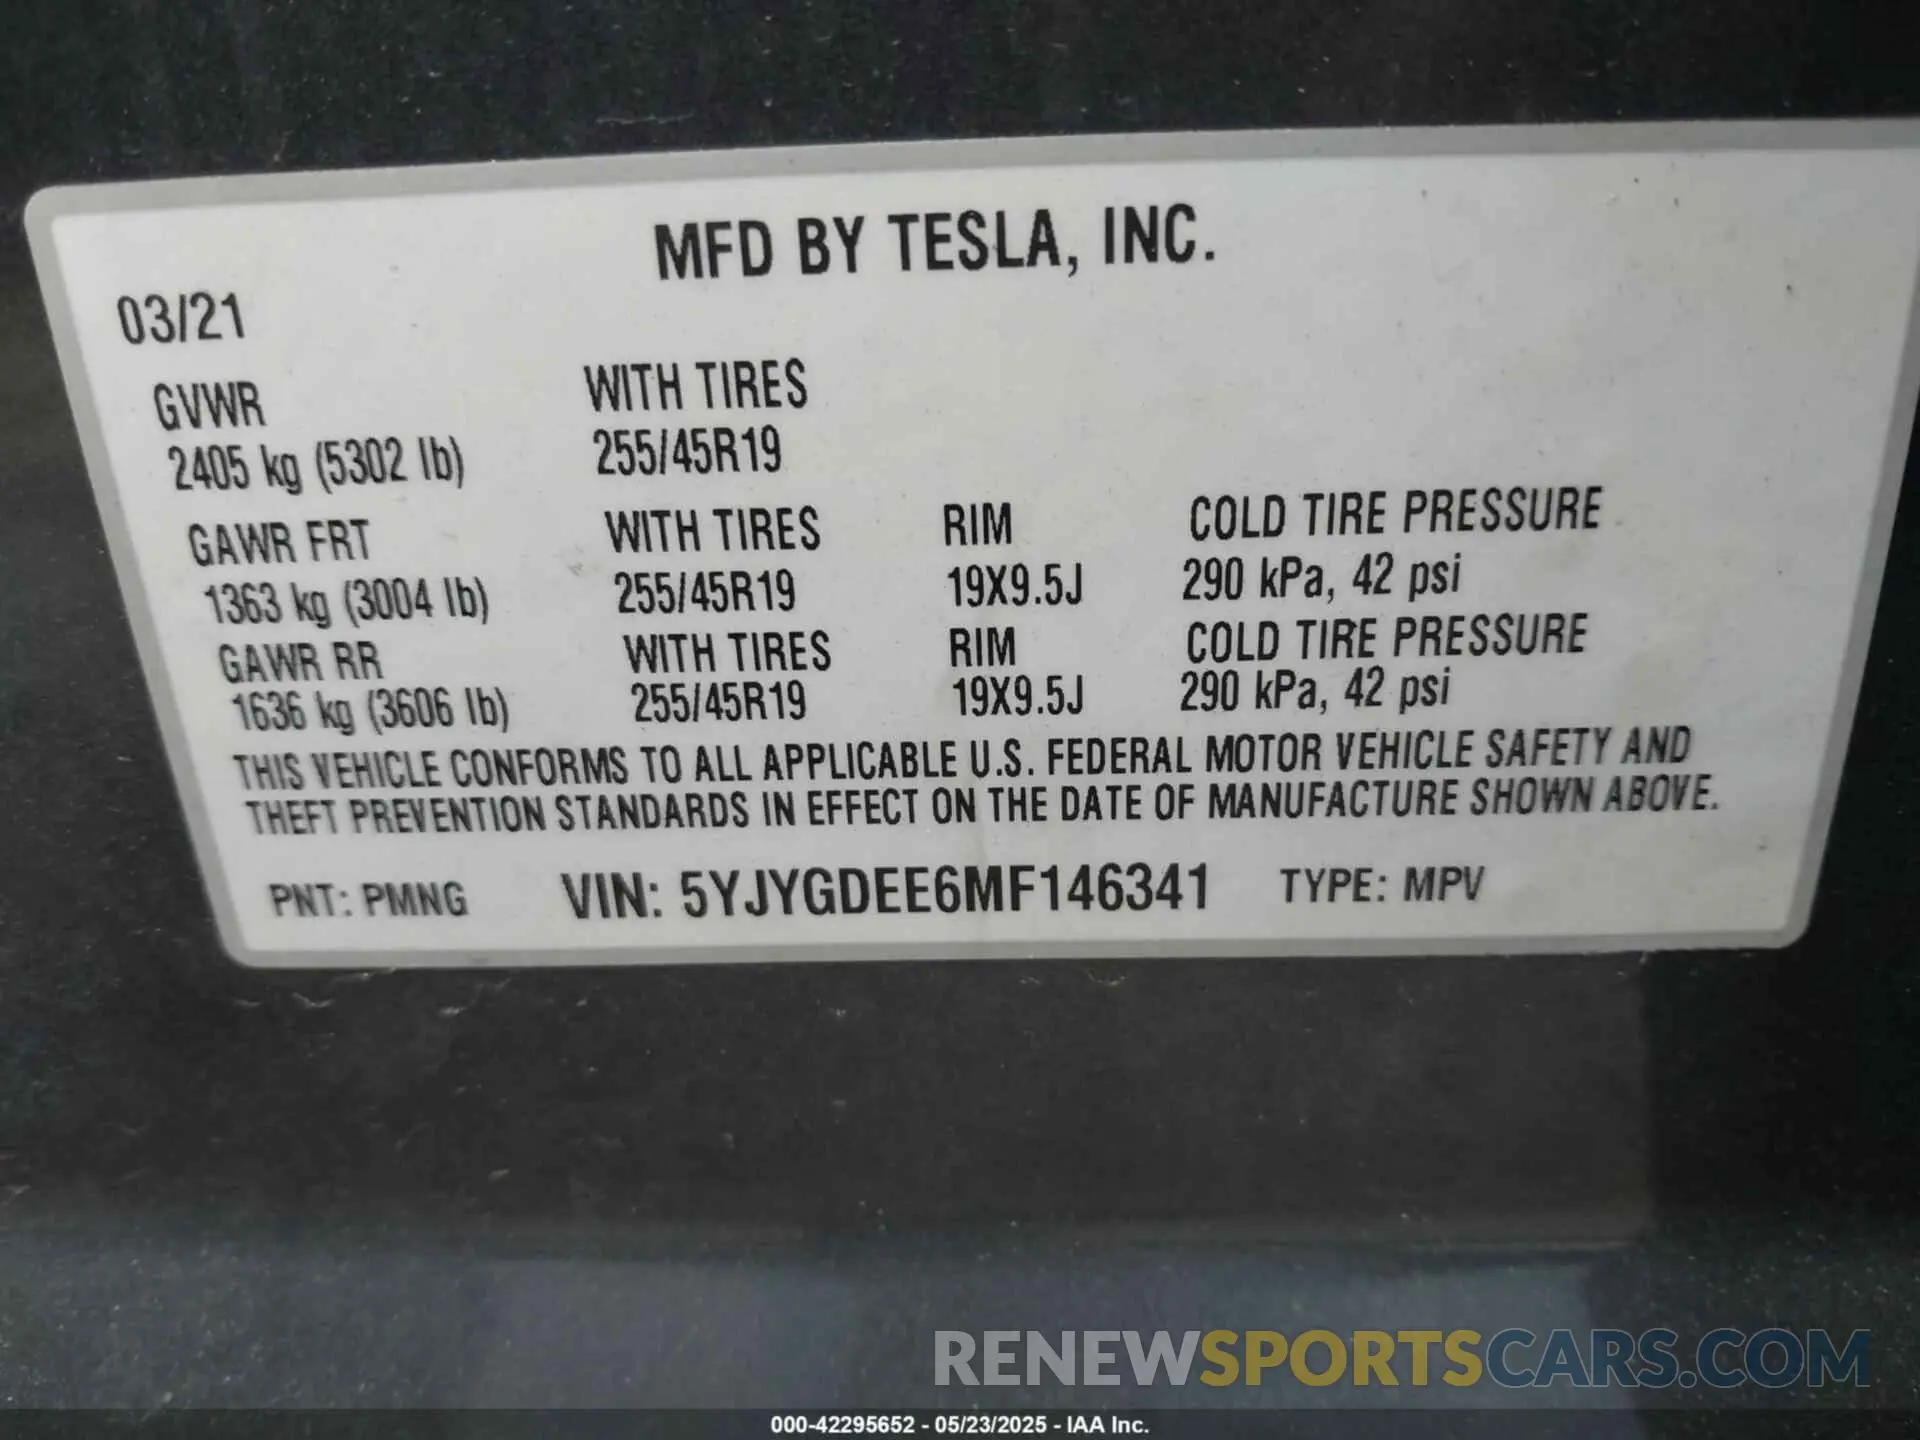 MFD BY TESLA, INC.
03/21
GVWR WITH TIRES
2405 kg (5302 lb) 255/45R19
GAWR FRT WITH TIRES RIM COLD TIRE PRESSURE
1363 kg (3004 lb) 255/45R19 19X9.5J 290 kPa, 42 psi
GAWR RR WITH TIRES RIM COLD TIRE PRESSURE
1636 kg (3606 lb) 255/45R19 19X9.5J 290 kPa, 42 psi
THIS VEHICLE CONFORMS TO ALL APPLICABLE U.S. FEDERAL MOTOR VEHICLE SAFETY AND
THEFT PREVENTION STANDARDS IN EFFECT ON THE DATE OF MANUFACTURE SHOWN ABOVE.
PNT: PMNG VIN: 5YJYGDEE6MF146341 TYPE: MPV
RENEWSPORTSCARS.COM
000-42295652 - 05/23/2025 - IAA Inc.